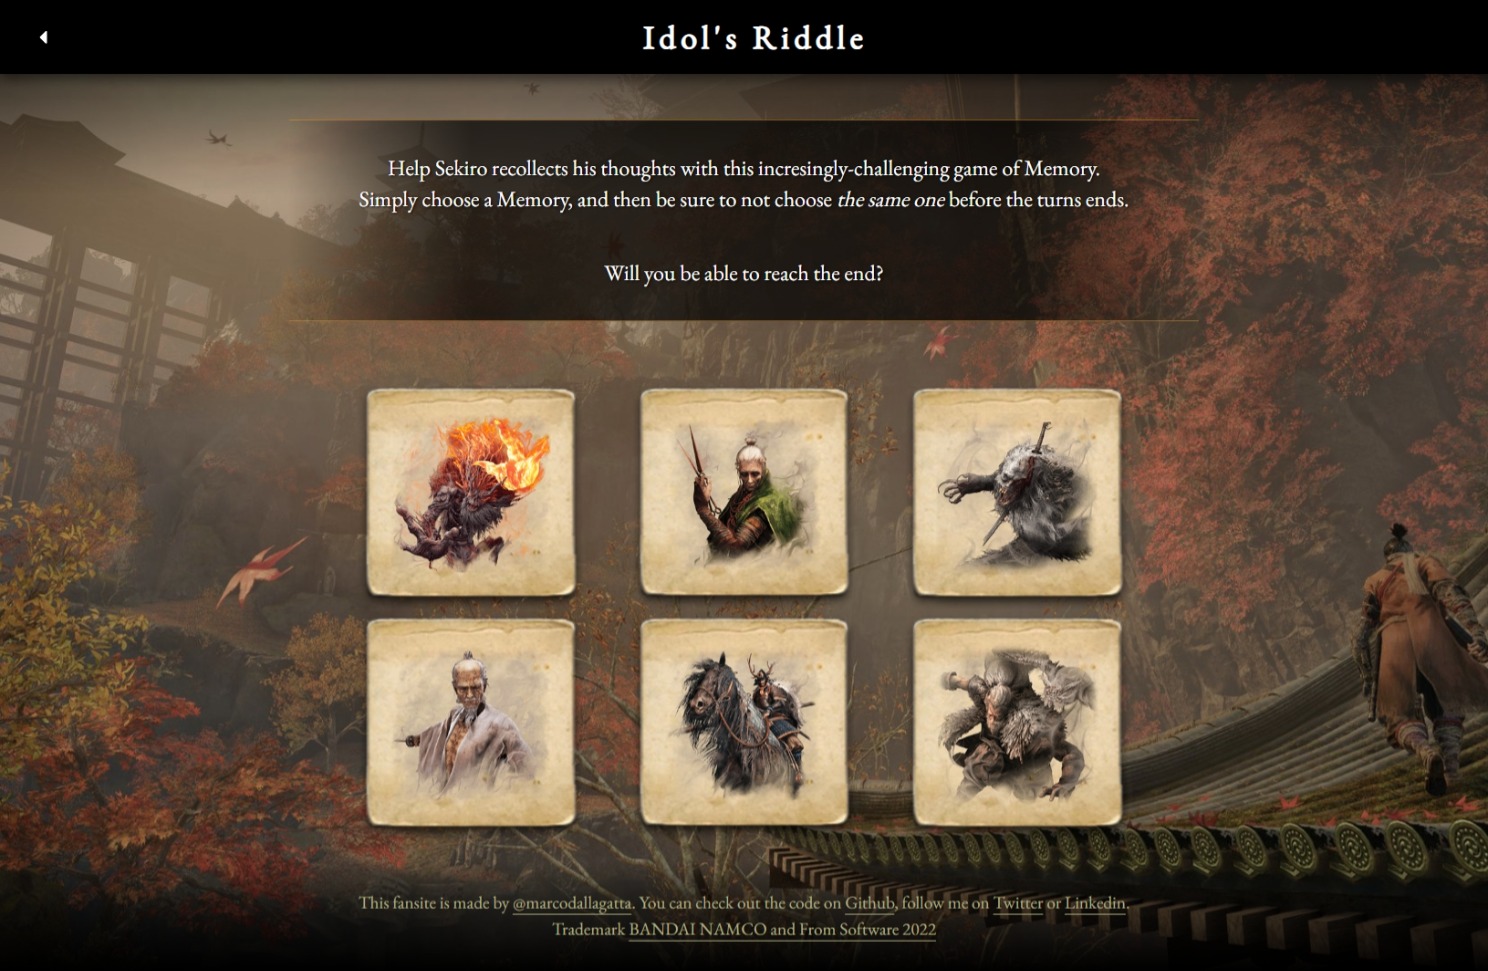 Idol's Riddle
Help Sekiro recollects his thoughts with this incresingly-challenging game of Memory.
Simply choose a Memory, and then be sure to not choose the same one before the turns ends.
Will you be able to reach the end?
This fansite is made by @marcodallagatta. You can check out the code on Github, follow me on Twitter or Linkedin.
Trademark BANDAI NAMCO and From Software 2022